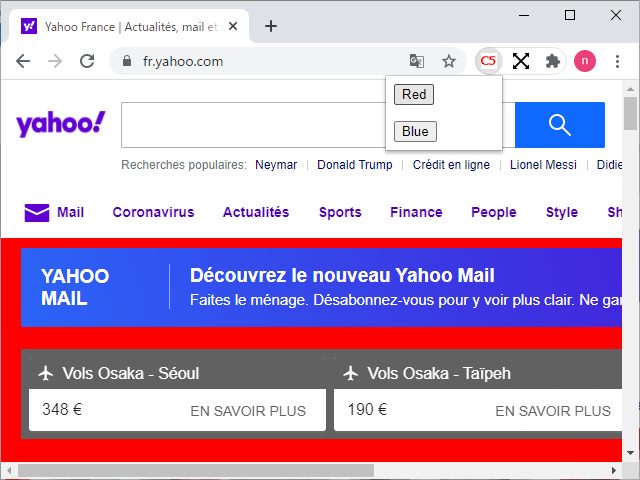 Yahoo France | Actualités, mail et
fr.yahoo.com
C5
n
Red
Blue
yahoo!
Recherches populaires: Neymar Donald Trump Crédit en ligne Lionel Messi Didie
Mail Coronavirus Actualités Sports Finance People Style Sh
YAHOO
MAIL
Découvrez le nouveau Yahoo Mail
Faites le ménage. Désabonnez-vous pour y voir plus clair. Ne gar
Vols Osaka - Séoul
348 € EN SAVOIR PLUS
Vols Osaka - Taïpeh
190 € EN SAVOIR PLUS